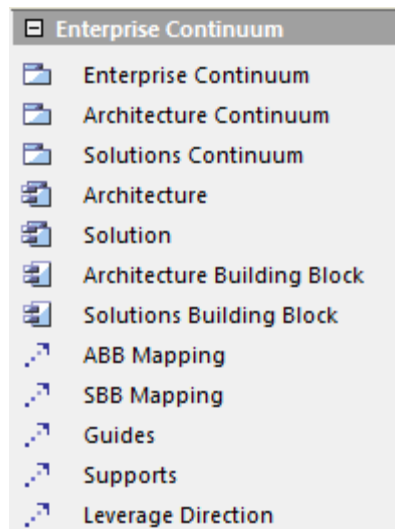 Enterprise Continuum
Enterprise Continuum
Architecture Continuum
Solutions Continuum
Architecture
Solution
Architecture Building Block
Solutions Building Block
ABB Mapping
SBB Mapping
Guides
Supports
Leverage Direction